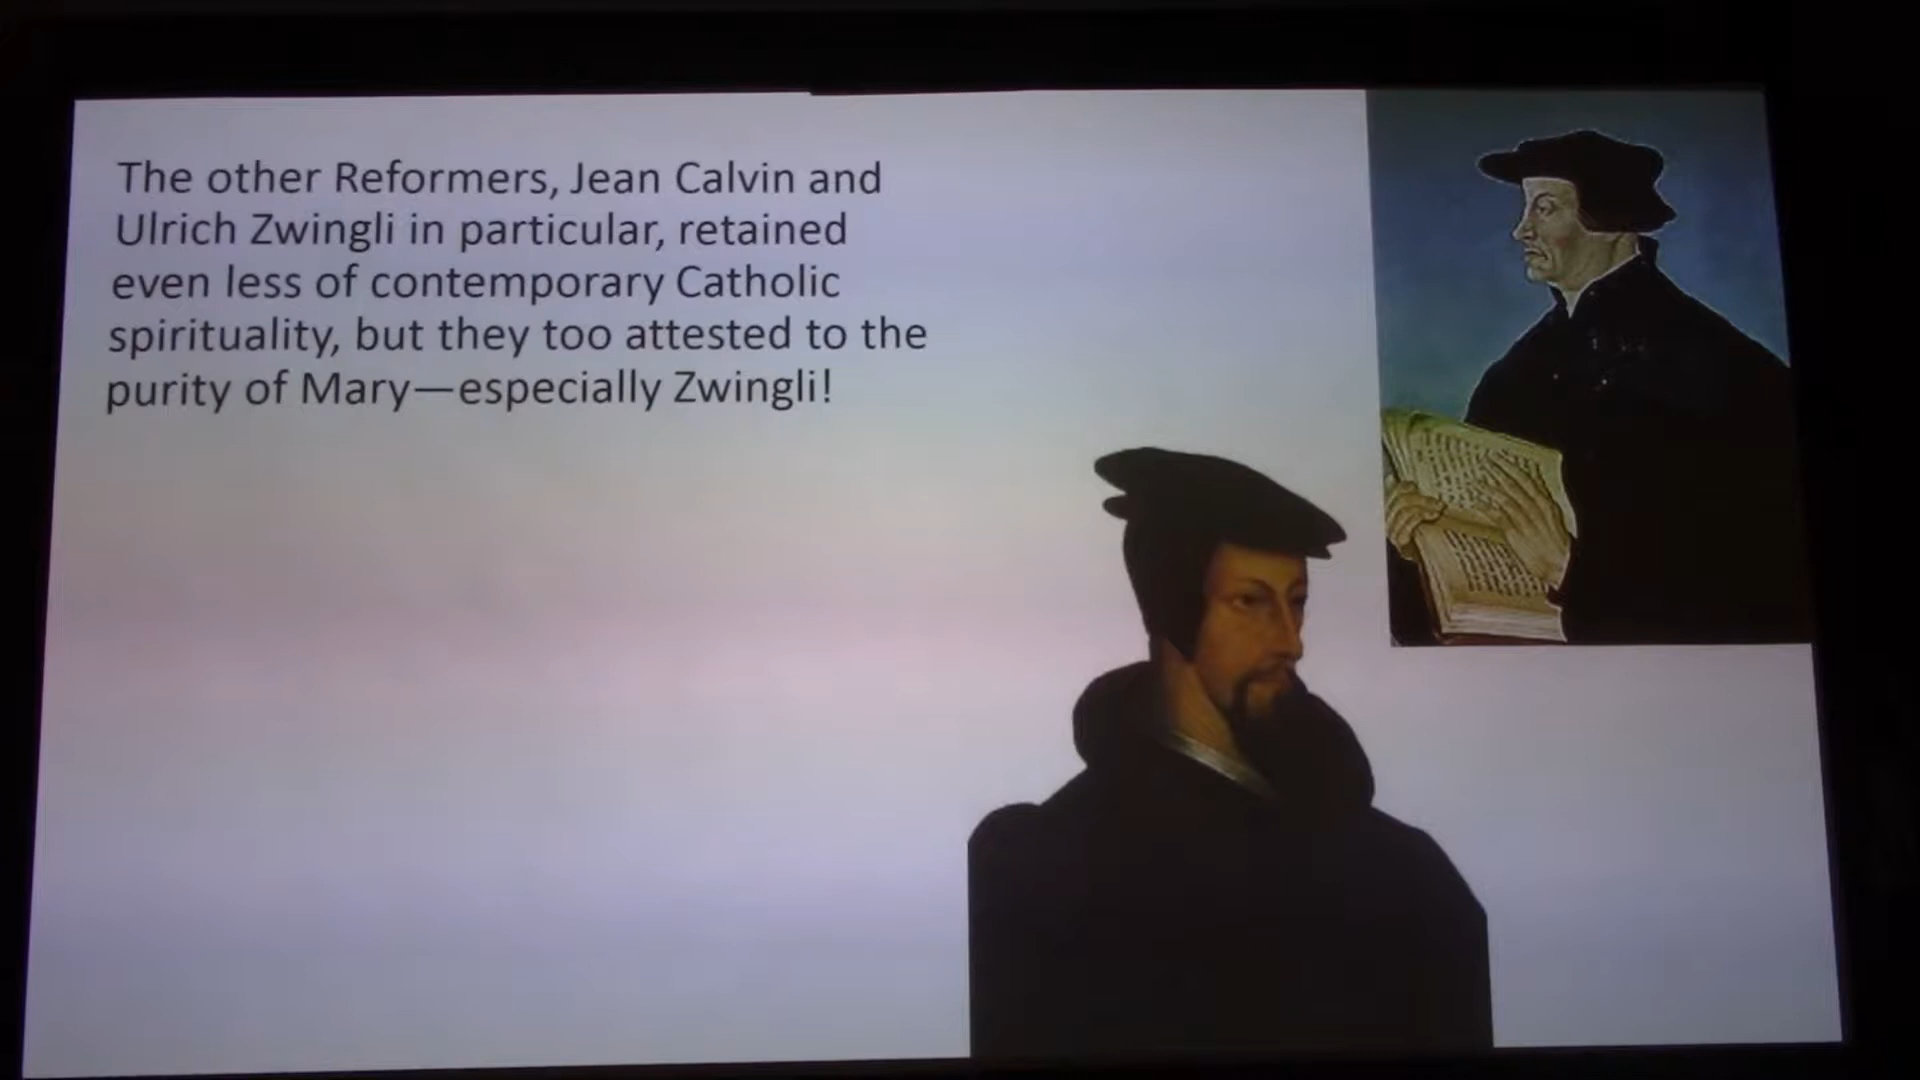 The other Reformers, Jean Calvin and
Ulrich Zwingli in particular, retained
even less of contemporary Catholic
spirituality, but they too attested to the
purity of Mary—especially Zwingli!